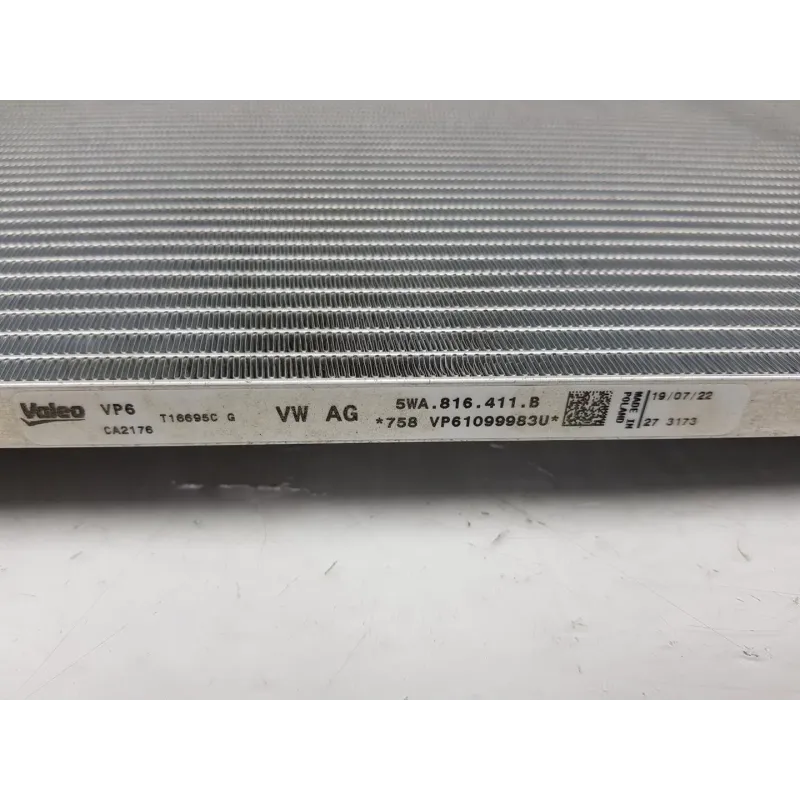 Valeo VP6 T16695C G
CA2176
VW AG
5WA.816.411.B
*758 VP61099983U*
MADE IN
POLAND
19/07/22
27 3173